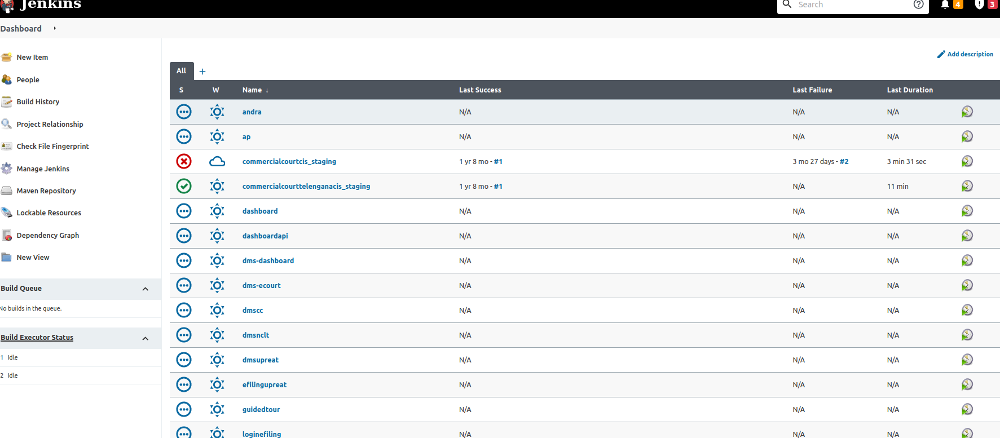 Jenkins
Search
4
3
Dashboard
New Item
People
Build History
Project Relationship
Check File Fingerprint
Manage Jenkins
Maven Repository
Lockable Resources
Dependency Graph
New View
Build Queue
No builds in the queue.
Build Executor Status
1 Idle
2 Idle
Add description
All +
S W Name ↓ Last Success Last Failure Last Duration
andra N/A N/A N/A
ap N/A N/A N/A
commercialcourtcis_staging 1 yr 8 mo - #1 3 mo 27 days - #2 3 min 31 sec
commercialcourttelenganacis_staging 1 yr 8 mo - #1 N/A 11 min
dashboard N/A N/A N/A
dashboardapi N/A N/A N/A
dms-dashboard N/A N/A N/A
dms-ecourt N/A N/A N/A
dmscc N/A N/A N/A
dmsnclt N/A N/A N/A
dmsupreat N/A N/A N/A
efilingupreat N/A N/A N/A
guidedtour N/A N/A N/A
loginefiling N/A N/A N/A